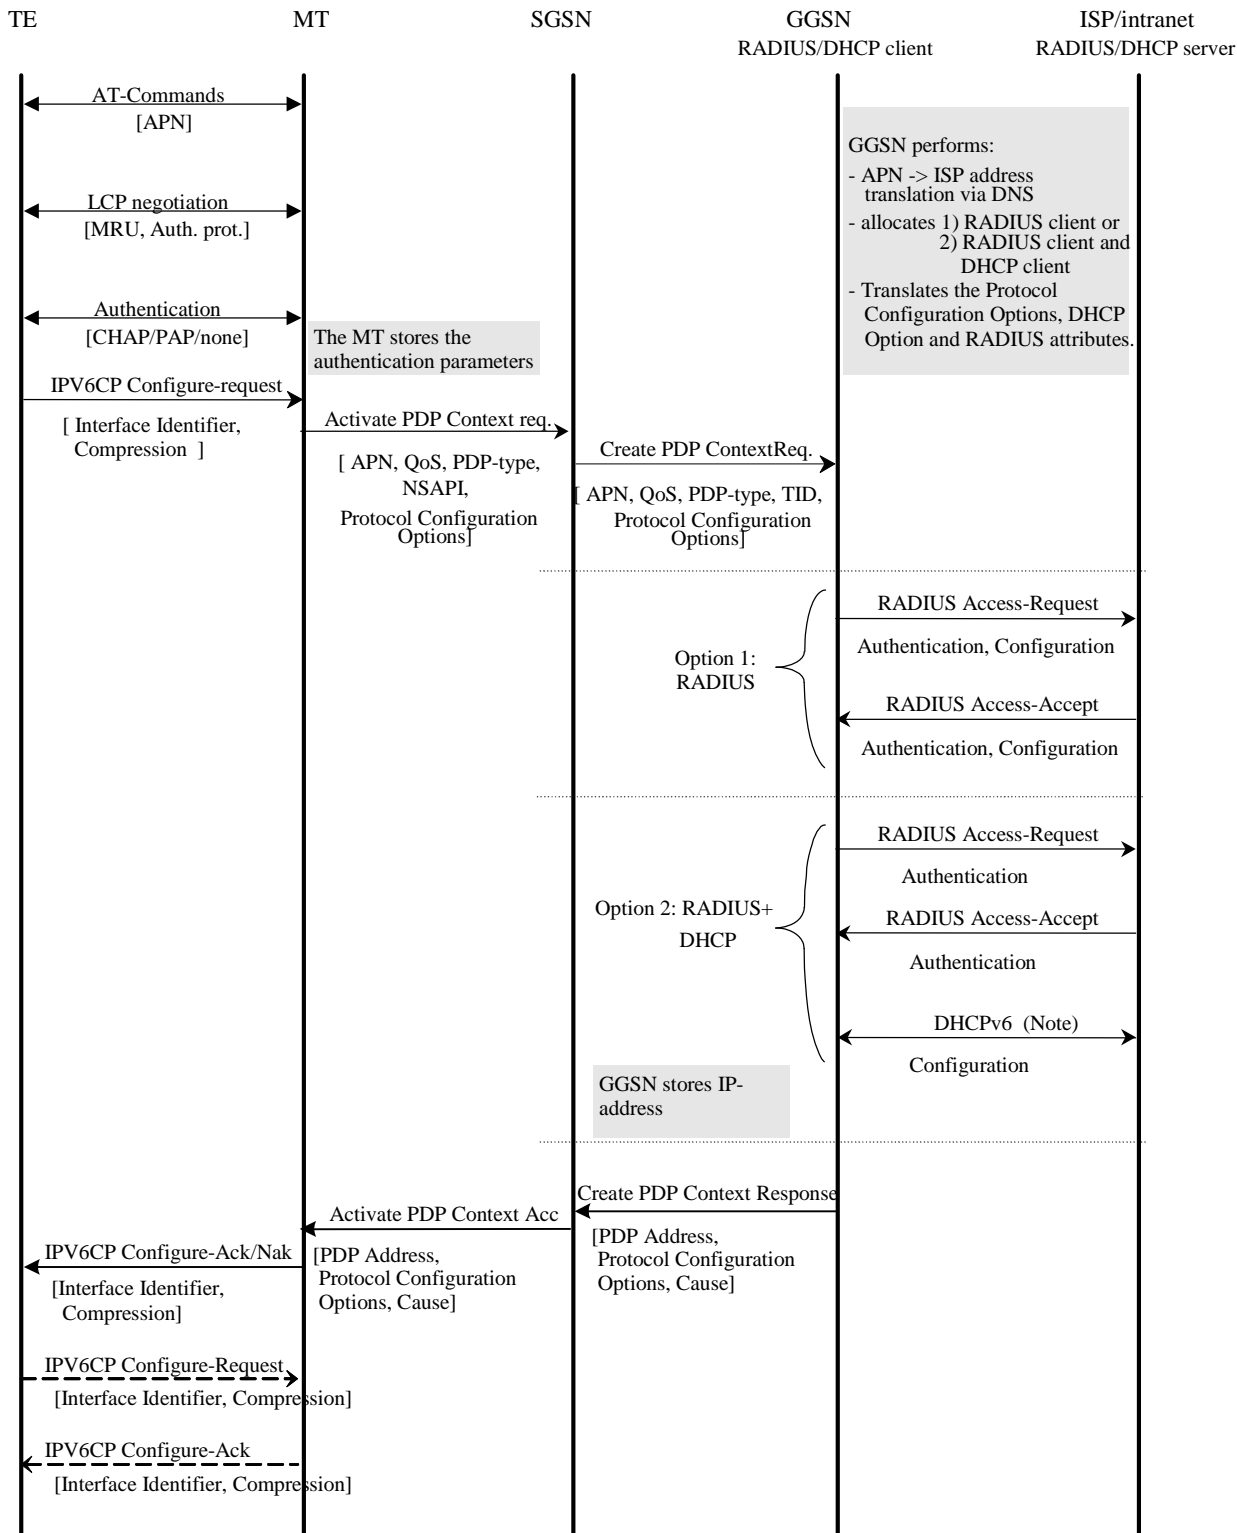 TE
MT
SGSN
GGSN
ISP/intranet
RADIUS/DHCP client
RADIUS/DHCP server
AT-Commands
[APN]
GGSN performs:
- APN -> ISP address
translation via DNS
- allocates 1) RADIUS client or
2) RADIUS client and
DHCP client
- Translates the Protocol
Configuration Options, DHCP
Option and RADIUS attributes.
LCP negotiation
[MRU, Auth. prot.]
Authentication
[CHAP/PAP/none]
The MT stores the
authentication parameters
IPV6CP Configure-request
[ Interface Identifier,
Compression ]
Activate PDP Context req.
[ APN, QoS, PDP-type,
NSAPI,
Protocol Configuration
Options]
Create PDP ContextReq.
[ APN, QoS, PDP-type, TID,
Protocol Configuration
Options]
RADIUS Access-Request
Authentication, Configuration
Option 1:
RADIUS
RADIUS Access-Accept
Authentication, Configuration
RADIUS Access-Request
Authentication
Option 2: RADIUS+
DHCP
RADIUS Access-Accept
Authentication
DHCPv6 (Note)
Configuration
GGSN stores IP-
address
Create PDP Context Response
[PDP Address,
Protocol Configuration
Options, Cause]
Activate PDP Context Acc
[PDP Address,
Protocol Configuration
Options, Cause]
IPV6CP Configure-Ack/Nak
[Interface Identifier,
Compression]
IPV6CP Configure-Request
[Interface Identifier, Compression]
IPV6CP Configure-Ack
[Interface Identifier, Compression]